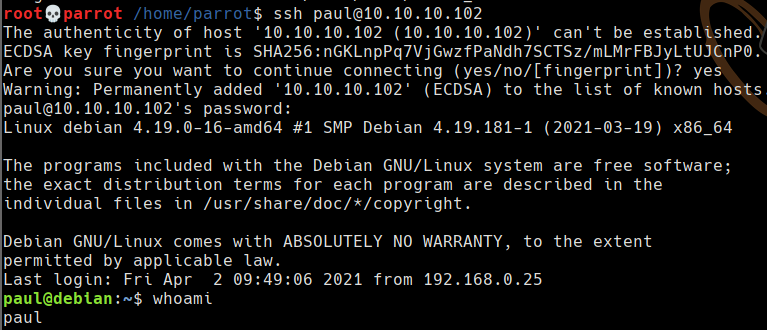 root💀parrot /home/parrot$ ssh paul@10.10.10.102
The authenticity of host '10.10.10.102 (10.10.10.102)' can't be established.
ECDSA key fingerprint is SHA256:nGKLnpPq7VjGwzfPaNdh7SCTSz/mLMrFBJyLtUJCnP0.
Are you sure you want to continue connecting (yes/no/[fingerprint])? yes
Warning: Permanently added '10.10.10.102' (ECDSA) to the list of known hosts.
paul@10.10.10.102's password:
Linux debian 4.19.0-16-amd64 #1 SMP Debian 4.19.181-1 (2021-03-19) x86_64
The programs included with the Debian GNU/Linux system are free software;
the exact distribution terms for each program are described in the
individual files in /usr/share/doc/*/copyright.
Debian GNU/Linux comes with ABSOLUTELY NO WARRANTY, to the extent
permitted by applicable law.
Last login: Fri Apr  2 09:49:06 2021 from 192.168.0.25
paul@debian:~$ whoami
paul